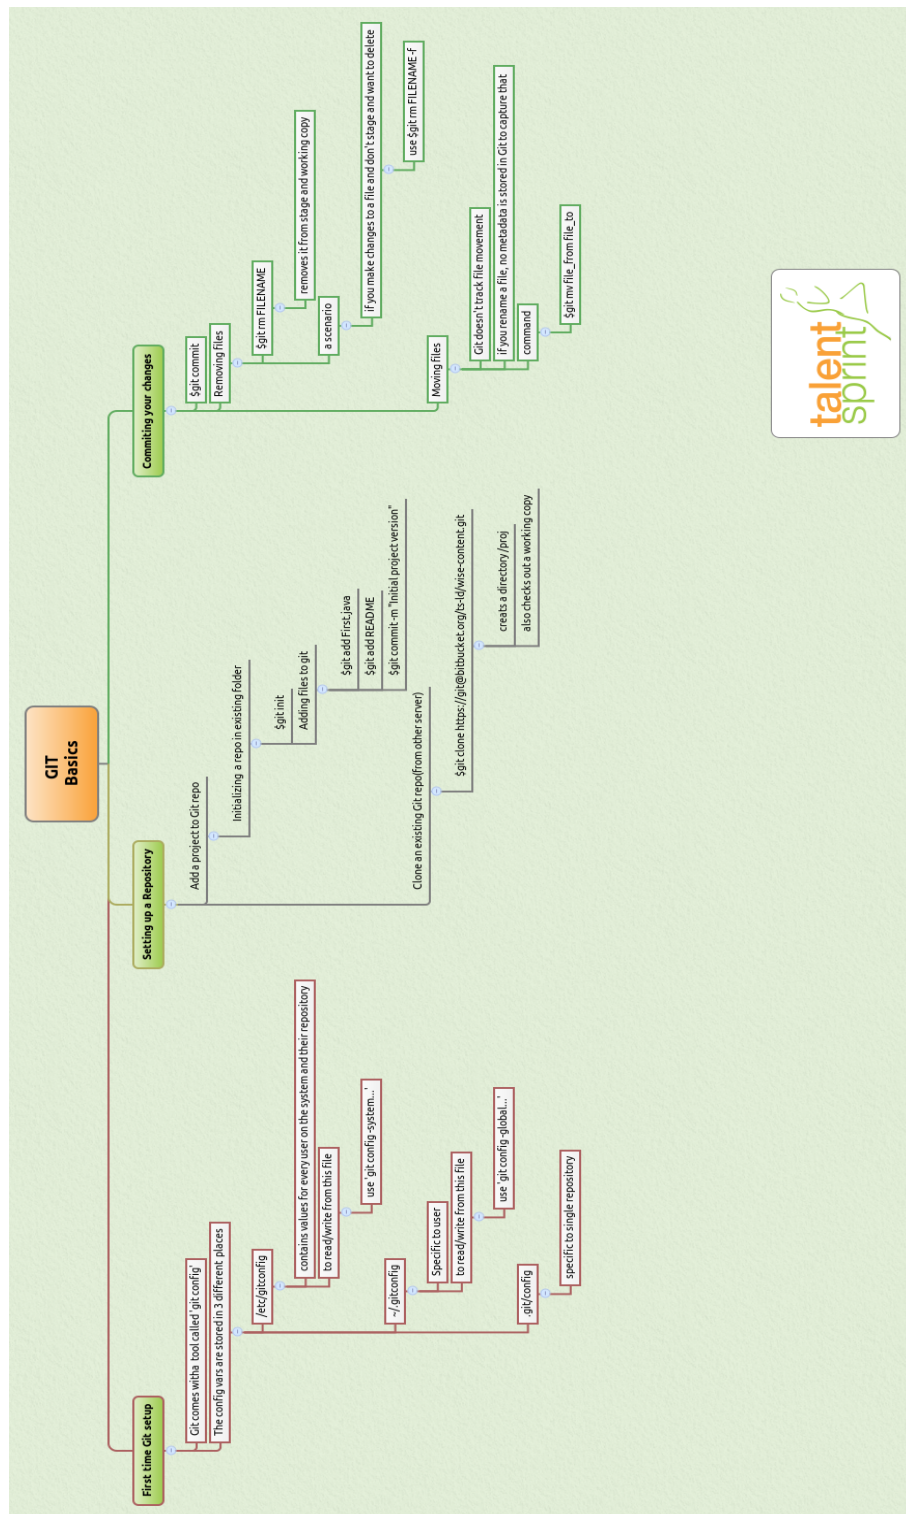 GIT
Basics
First time Git setup
Git comes witha tool called 'git config'
The config vars are stored in 3 different places
/etc/gitconfig
contains values for every user on the system and their repository
to read/write from this file
use 'git config -system...'
~/.gitconfig
Specific to user
to read/write from this file
use 'git config -global...'
.git/config
specific to single repository
Setting up a Repository
Add a project to Git repo
Initializing a repo in existing folder
$git init
Adding files to git
$git add First.java
$git add README
$git commit -m "Initial project version"
Clone an existing Git repo(from other server)
$git clone https://git@bitbucket.org/ts-ld/wise-content.git
creats a directory /proj
also checks out a working copy
Commiting your changes
$git commit
Removing files
$git rm FILENAME
removes it from stage and working copy
a scenario
if you make changes to a file and don't stage and want to delete
use $git rm FILENAME -f
Moving files
Git doesn't track file movement
if you rename a file, no metadata is stored in Git to capture that
command
$git mv file_from file_to
talent
sprint